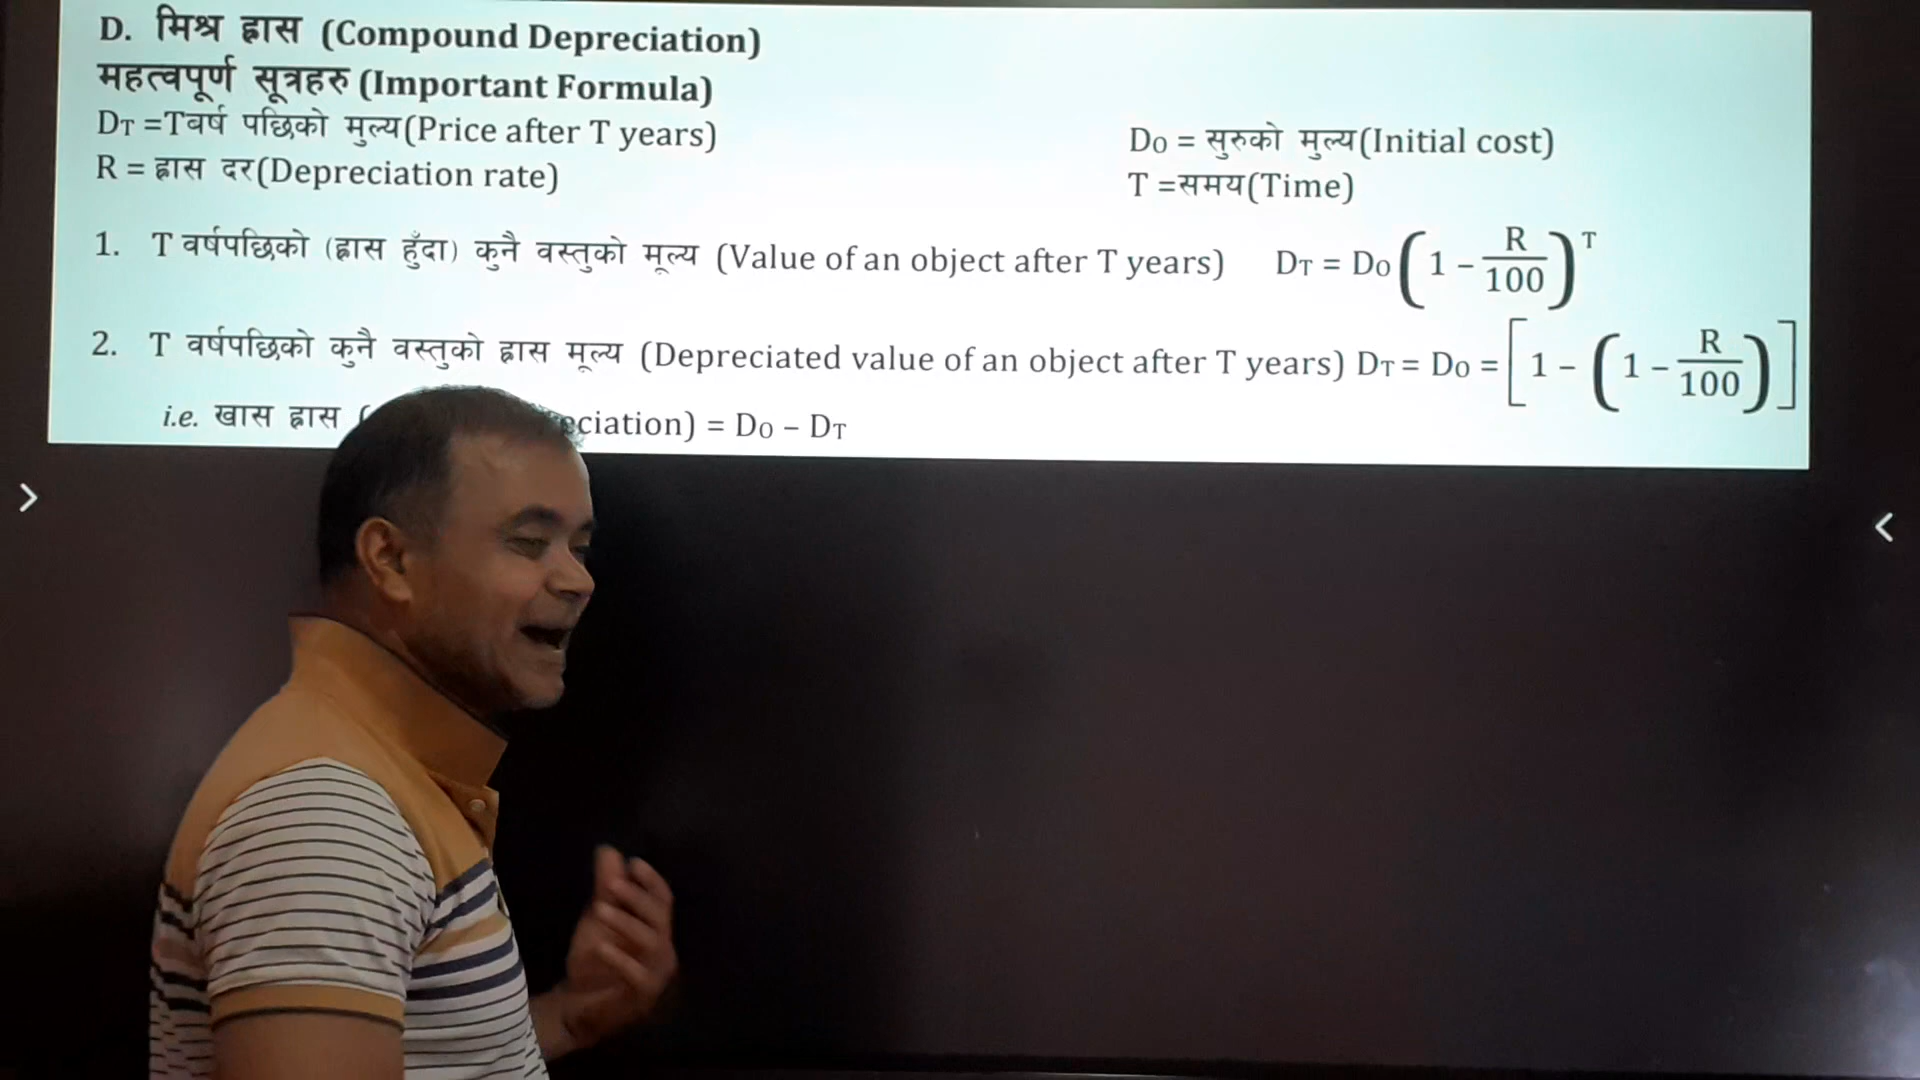 D. मिश्र ह्रास (Compound Depreciation)
महत्वपूर्ण सूत्रहरु (Important Formula)
DT =Tबर्ष पछिको मुल्य(Price after T years)
D0 = सुरुको मुल्य(Initial cost)
R = ह्रास दर(Depreciation rate)
T =समय(Time)
1. T वर्षपछिको (ह्रास हुँदा) कुनै वस्तुको मूल्य (Value of an object after T years) DT = D0 (1 – R/100)^T
2. T वर्षपछिको कुनै वस्तुको ह्रास मूल्य (Depreciated value of an object after T years) DT = D0 = [1 – (1 – R/100)]
i.e. खास ह्रास ( eciation) = D0 – DT